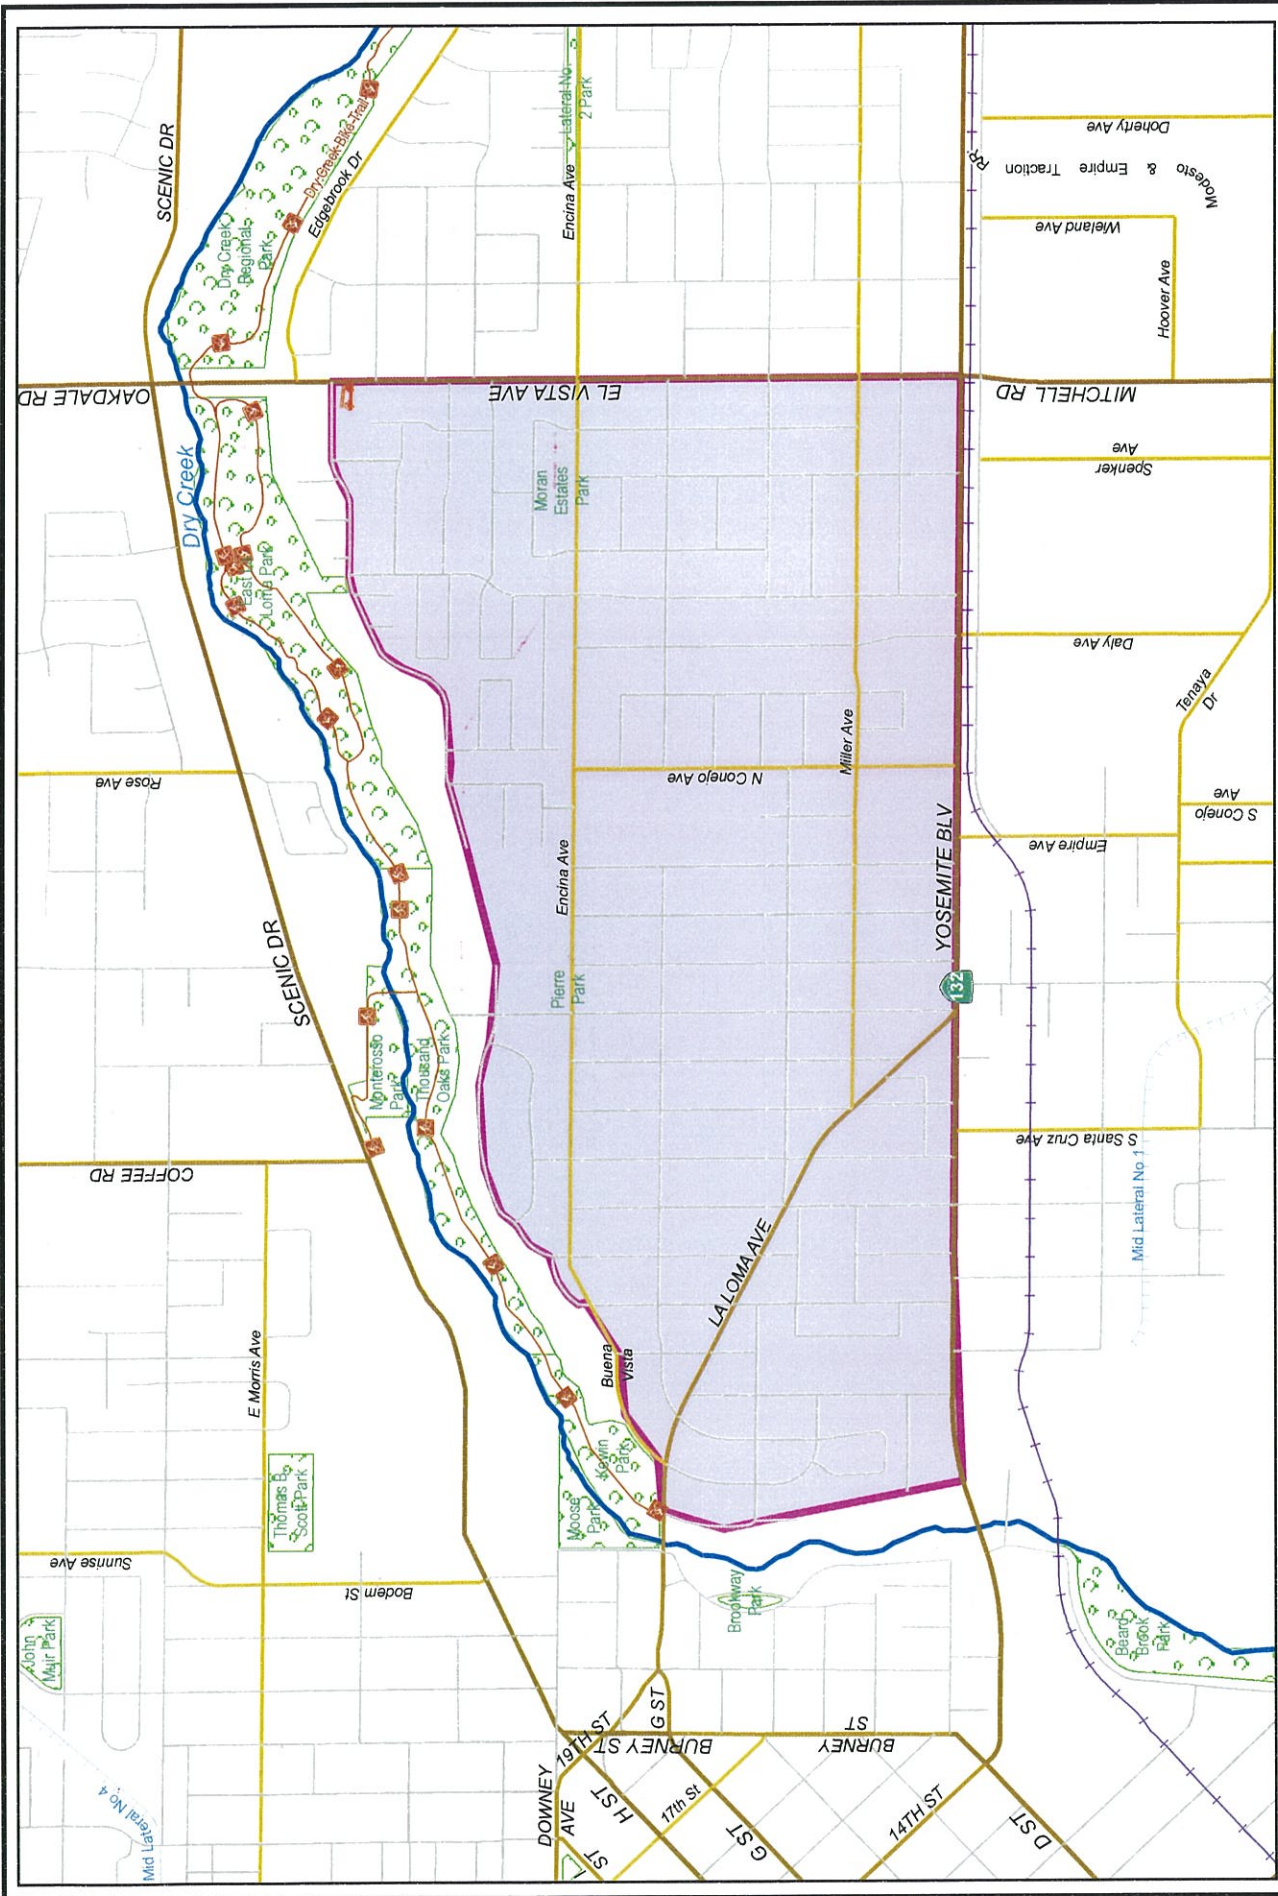 SCENIC DR
OAKDALE RD
Dry Creek
Dry Creek
Regional
Park
Dry-Creek-Bike-Trail
Edgebrook Dr
Encina Ave
Lateral No.
2 Park
EL VISTA AVE
RR
Modesto & Empire Traction
Doherty Ave
Wieland Ave
Hoover Ave
MITCHELL RD
Spenker
Ave
Daly Ave
Tenaya
Dr
S Conejo
Ave
Empire Ave
Moran
Estates
Park
East La
Loma Park
Rose Ave
N Conejo Ave
Miller Ave
Encina Ave
YOSEMITE BLV
132
Pierre
Park
SCENIC DR
Monterosso
Park
Thousand
Oaks Park
COFFEE RD
S Santa Cruz Ave
Mid Lateral No 1
LA LOMA AVE
Buena
Vista
E Morris Ave
Thomas B.
Scott Park
Kewin
Park
Moose
Park
Sunrise Ave
Bodem St
Brookway
Park
Beard
Brook
Park
John
Muir Park
Mid Lateral No 4
DOWNEY
AVE
19TH ST
G ST
BURNEY ST
BURNEY
ST
H ST
17th St
G ST
14TH ST
D ST
I
ST